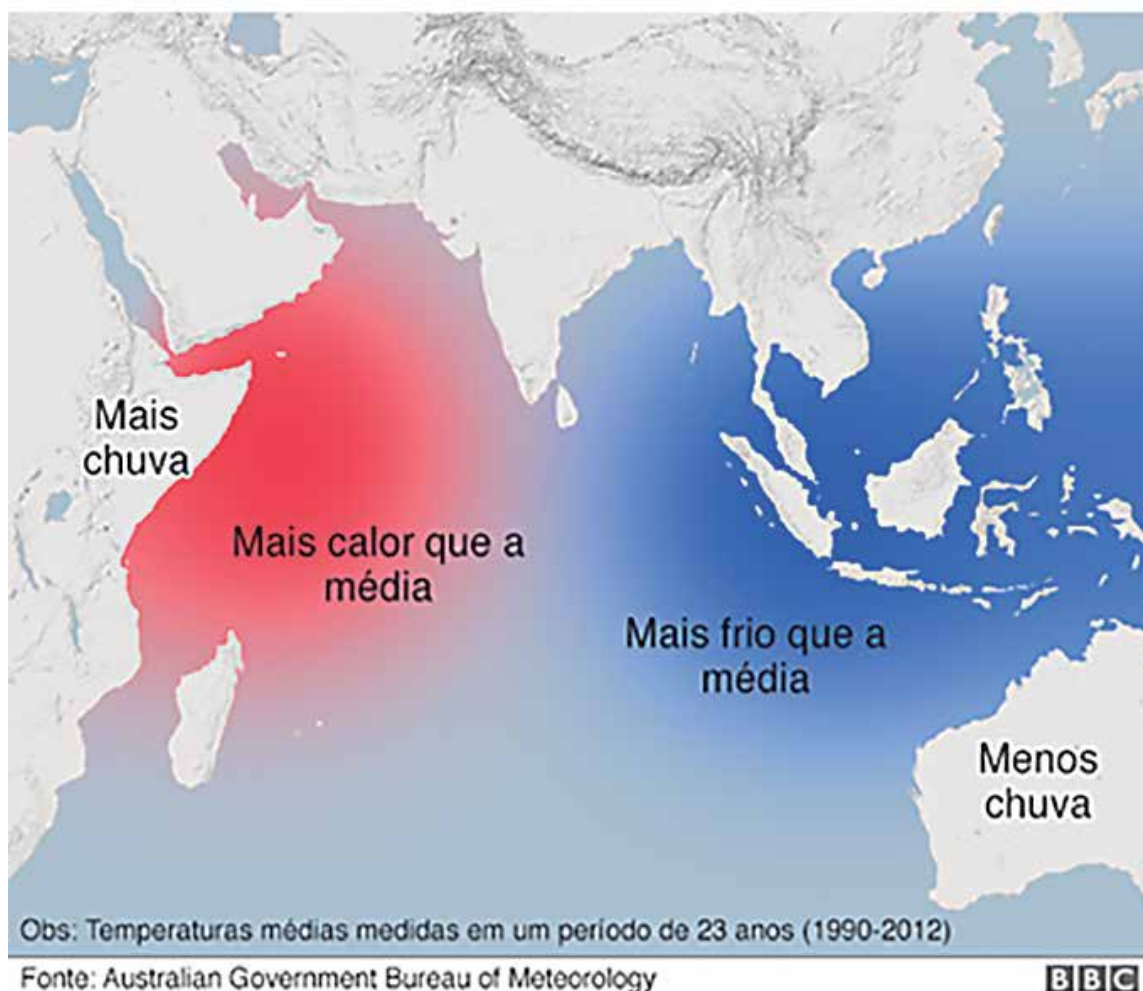 Mais
chuva
Mais calor que a
média
Mais frio que a
média
Menos
chuva
Obs: Temperaturas médias medidas em um período de 23 anos (1990-2012)
Fonte: Australian Government Bureau of Meteorology
BBC